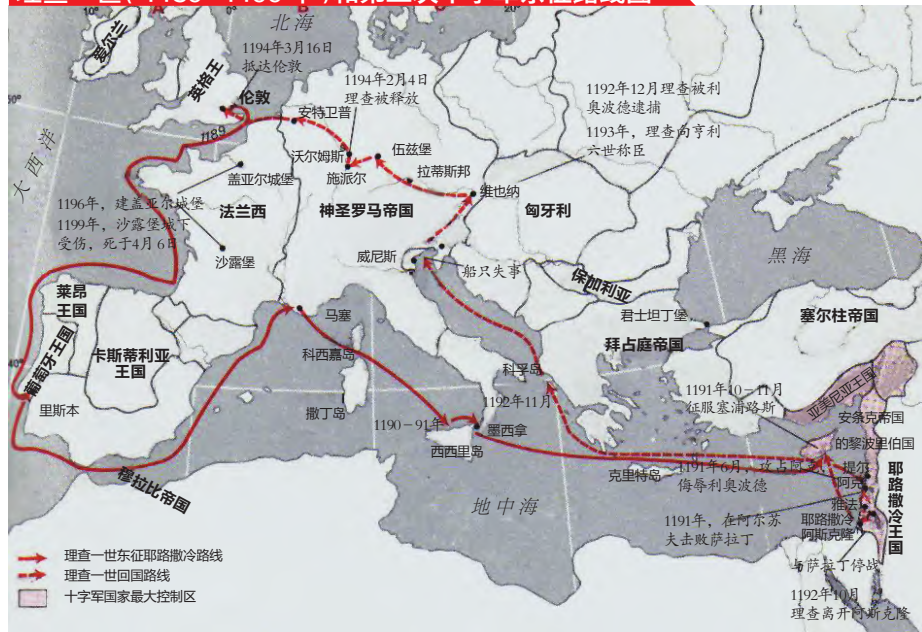 北海
10°
爱尔兰
英格兰王
伦敦
1194年3月16日
抵达伦敦
1194年2月4日
理查被释放
1192年12月理查被利
奥波德逮捕
1193年，理查向亨利
六世称臣
50°
1189
大西洋
安特卫普
沃尔姆斯
伍兹堡
施派尔
拉蒂斯邦
维也纳
盖亚尔城堡
1196年，建盖亚尔城堡
1199年，沙露堡城下
受伤，死于4月6日
法兰西
神圣罗马帝国
匈牙利
沙露堡
威尼斯
船只失事
黑海
保加利亚
莱昂
王国
葡萄牙王国
卡斯蒂利亚
王国
马赛
君士坦丁堡
塞尔柱帝国
拜占庭帝国
40°
科西嘉岛
科孚岛
里斯本
撒丁岛
1192年11月
1191年10－11月
征服塞浦路斯
亚美尼亚王国
安条克帝国
1190－91年
墨西拿
西西里岛
的黎波里伯国
穆拉比帝国
地中海
克里特岛
1191年6月，攻占阿克
侮辱利奥波德
提尔
阿克
耶路撒冷王国
雅法
1191年，在阿尔苏
夫击败萨拉丁
耶路撒冷
阿斯克隆
与萨拉丁停战
1192年10月
理查离开阿斯克隆
理查一世东征耶路撒冷路线
理查一世回国路线
十字军国家最大控制区